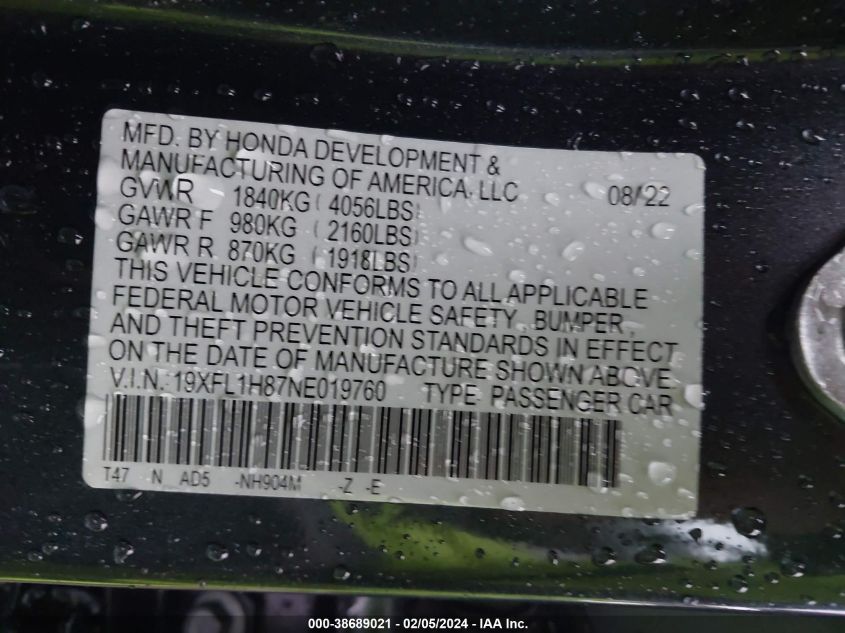 MFD. BY HONDA DEVELOPMENT &
MANUFACTURING OF AMERICA, LLC 08/22
GVWR 1840KG ( 4056LBS)
GAWR F 980KG ( 2160LBS)
GAWR R 870KG ( 1918LBS)
THIS VEHICLE CONFORMS TO ALL APPLICABLE
FEDERAL MOTOR VEHICLE SAFETY, BUMPER,
AND THEFT PREVENTION STANDARDS IN EFFECT
ON THE DATE OF MANUFACTURE SHOWN ABOVE.
V.I.N.: 19XFL1H87NE019760 TYPE: PASSENGER CAR
T47 -N AD5 -NH904M -Z -E
000-38689021 - 02/05/2024 - IAA Inc.